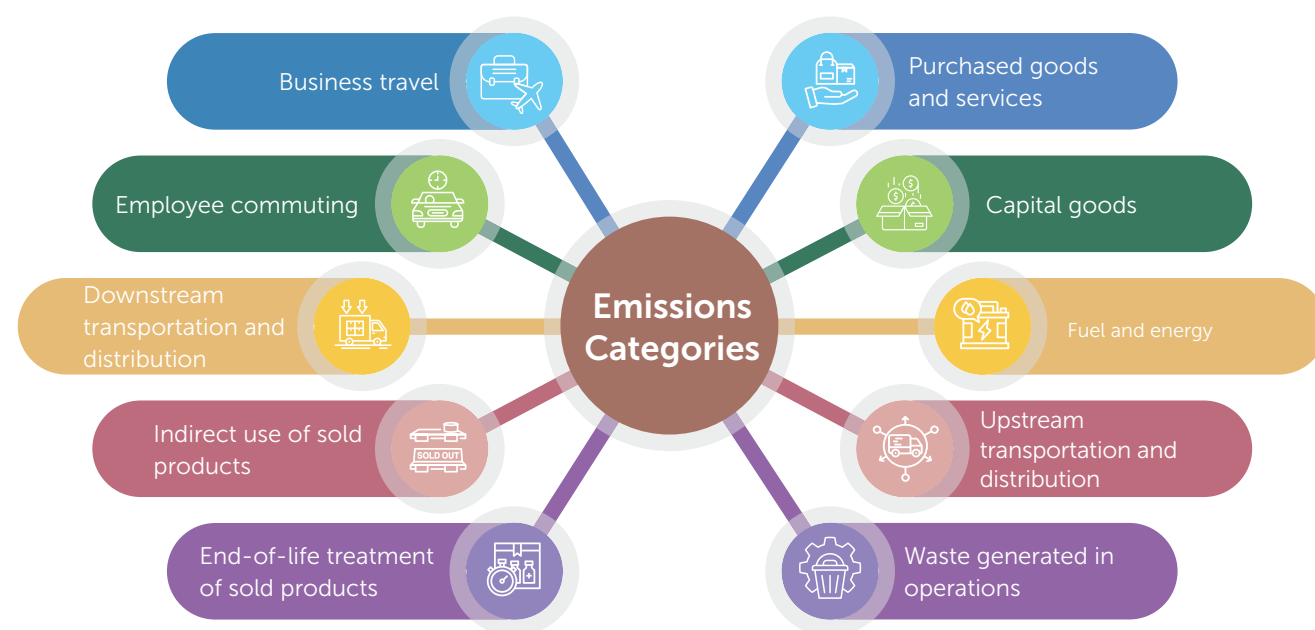 Business travel
Purchased goods
and services
Employee commuting
Capital goods
Downstream
transportation and
distribution
Emissions
Categories
Fuel and energy
Indirect use of sold
products
SOLD OUT
Upstream
transportation and
distribution
End-of-life treatment
of sold products
Waste generated in
operations